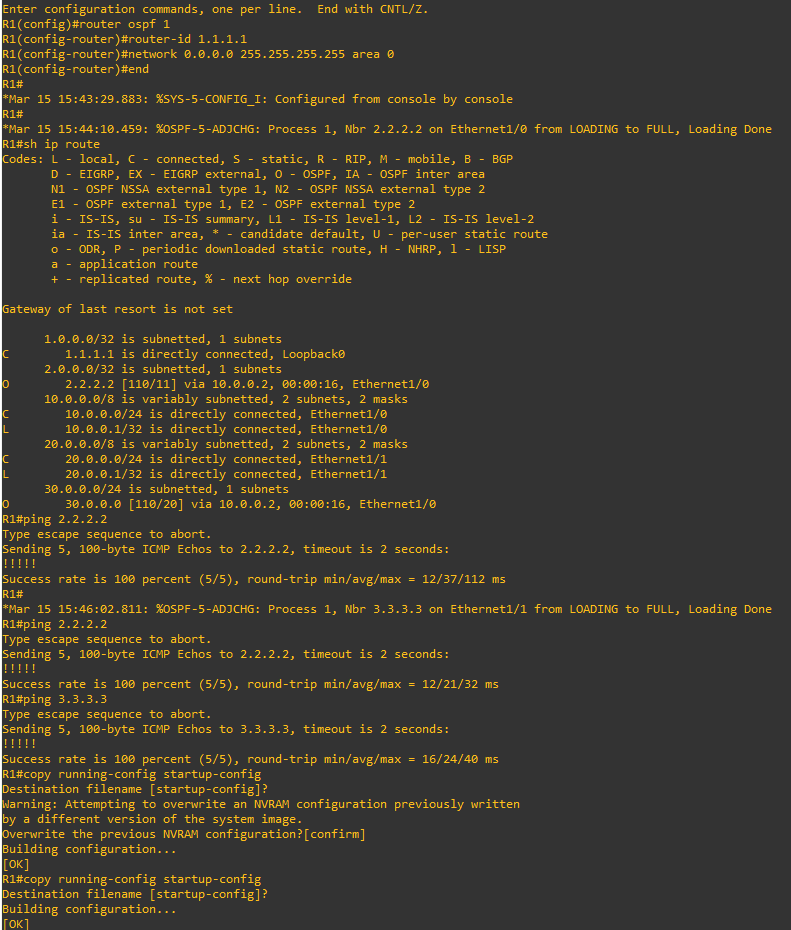 Enter configuration commands, one per line.  End with CNTL/Z.
R1(config)#router ospf 1
R1(config-router)#router-id 1.1.1.1
R1(config-router)#network 0.0.0.0 255.255.255.255 area 0
R1(config-router)#end
R1#
*Mar 15 15:43:29.883: %SYS-5-CONFIG_I: Configured from console by console
R1#
*Mar 15 15:44:10.459: %OSPF-5-ADJCHG: Process 1, Nbr 2.2.2.2 on Ethernet1/0 from LOADING to FULL, Loading Done
R1#sh ip route
Codes: L - local, C - connected, S - static, R - RIP, M - mobile, B - BGP
       D - EIGRP, EX - EIGRP external, O - OSPF, IA - OSPF inter area
       N1 - OSPF NSSA external type 1, N2 - OSPF NSSA external type 2
       E1 - OSPF external type 1, E2 - OSPF external type 2
       i - IS-IS, su - IS-IS summary, L1 - IS-IS level-1, L2 - IS-IS level-2
       ia - IS-IS inter area, * - candidate default, U - per-user static route
       o - ODR, P - periodic downloaded static route, H - NHRP, l - LISP
       a - application route
       + - replicated route, % - next hop override

Gateway of last resort is not set

      1.0.0.0/32 is subnetted, 1 subnets
C        1.1.1.1 is directly connected, Loopback0
      2.0.0.0/32 is subnetted, 1 subnets
O        2.2.2.2 [110/11] via 10.0.0.2, 00:00:16, Ethernet1/0
      10.0.0.0/8 is variably subnetted, 2 subnets, 2 masks
C        10.0.0.0/24 is directly connected, Ethernet1/0
L        10.0.0.1/32 is directly connected, Ethernet1/0
      20.0.0.0/8 is variably subnetted, 2 subnets, 2 masks
C        20.0.0.0/24 is directly connected, Ethernet1/1
L        20.0.0.1/32 is directly connected, Ethernet1/1
      30.0.0.0/24 is subnetted, 1 subnets
O        30.0.0.0 [110/20] via 10.0.0.2, 00:00:16, Ethernet1/0
R1#ping 2.2.2.2
Type escape sequence to abort.
Sending 5, 100-byte ICMP Echos to 2.2.2.2, timeout is 2 seconds:
!!!!!
Success rate is 100 percent (5/5), round-trip min/avg/max = 12/37/112 ms
R1#
*Mar 15 15:46:02.811: %OSPF-5-ADJCHG: Process 1, Nbr 3.3.3.3 on Ethernet1/1 from LOADING to FULL, Loading Done
R1#ping 2.2.2.2
Type escape sequence to abort.
Sending 5, 100-byte ICMP Echos to 2.2.2.2, timeout is 2 seconds:
!!!!!
Success rate is 100 percent (5/5), round-trip min/avg/max = 12/21/32 ms
R1#ping 3.3.3.3
Type escape sequence to abort.
Sending 5, 100-byte ICMP Echos to 3.3.3.3, timeout is 2 seconds:
!!!!!
Success rate is 100 percent (5/5), round-trip min/avg/max = 16/24/40 ms
R1#copy running-config startup-config
Destination filename [startup-config]?
Warning: Attempting to overwrite an NVRAM configuration previously written
by a different version of the system image.
Overwrite the previous NVRAM configuration?[confirm]
Building configuration...
[OK]
R1#copy running-config startup-config
Destination filename [startup-config]?
Building configuration...
[OK]